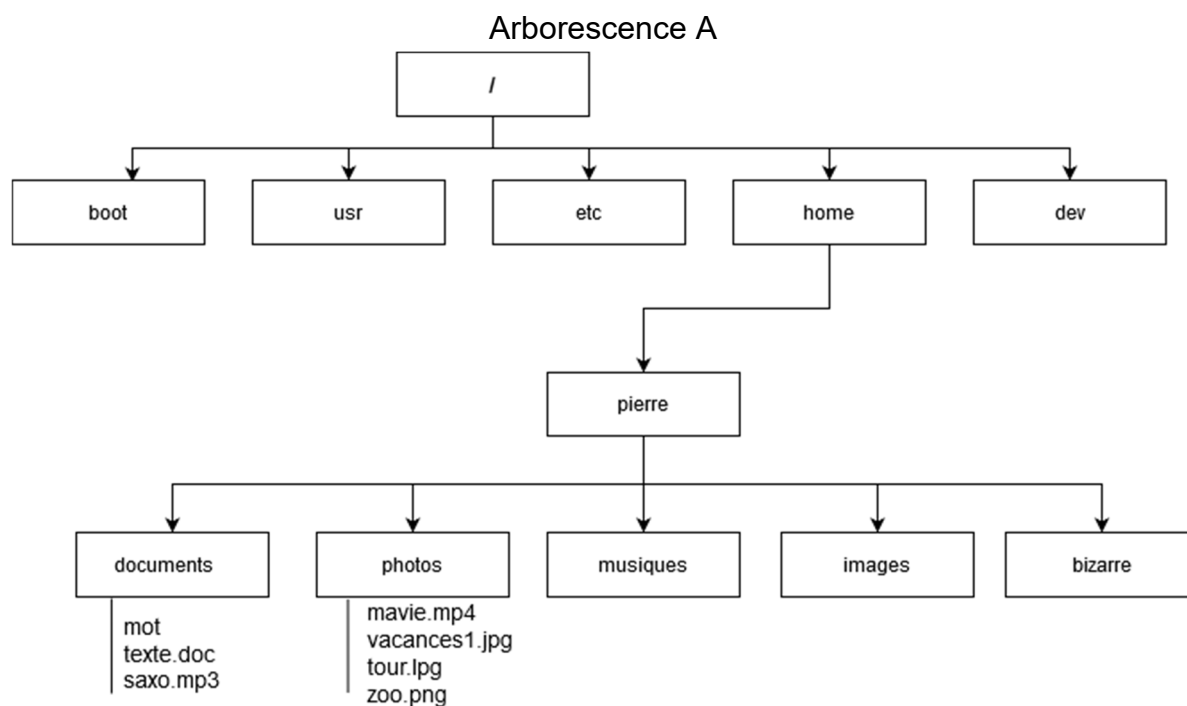 Arborescence A
/
boot
usr
etc
home
dev
pierre
documents
photos
musiques
images
bizarre
mot
texte.doc
saxo.mp3
mavie.mp4
vacances1.jpg
tour.lpg
zoo.png